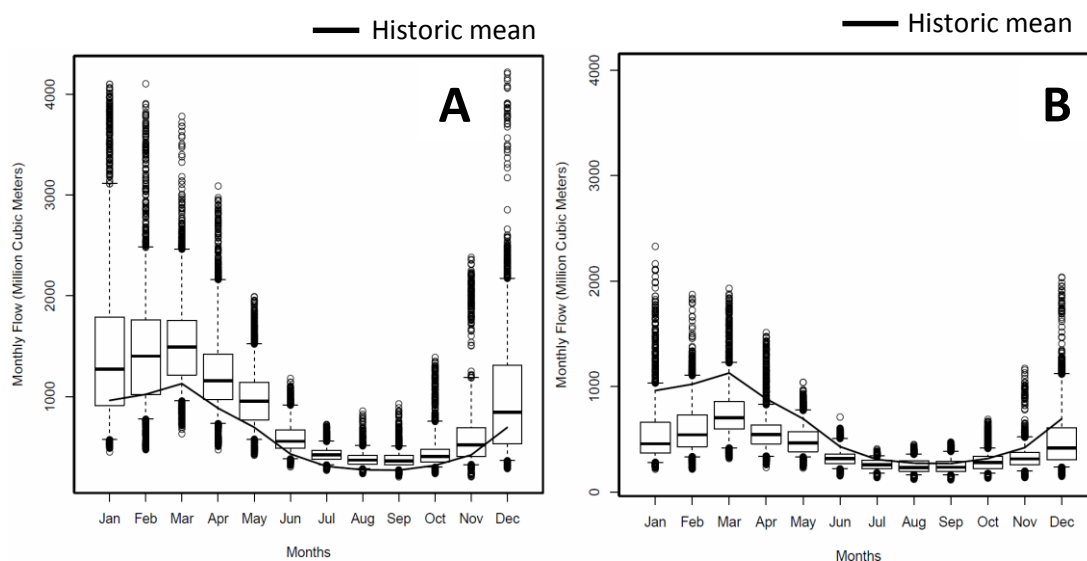 Historic mean
A
Monthly Flow (Million Cubic Meters)
4000
3000
2000
1000
Jan Feb Mar Apr May Jun Jul Aug Sep Oct Nov Dec
Months
Historic mean
B
Monthly Flow (Million Cubic Meters)
4000
3000
2000
1000
0
Jan Feb Mar Apr May Jun Jul Aug Sep Oct Nov Dec
Months